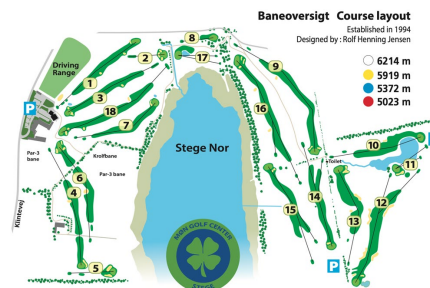 Baneoversigt Course layout
Established in 1994
Designed by : Rolf Henning Jensen
6214 m
5919 m
5372 m
5023 m
Driving
Range
8
2
17
1
9
3
18
7
16
P
Par-3
bane
Krolfbane
Par-3 bane
Stege Nor
Toilet
10
11
6
4
12
13
14
15
Klintevej
5
P
MØN GOLF CENTER
STEGE